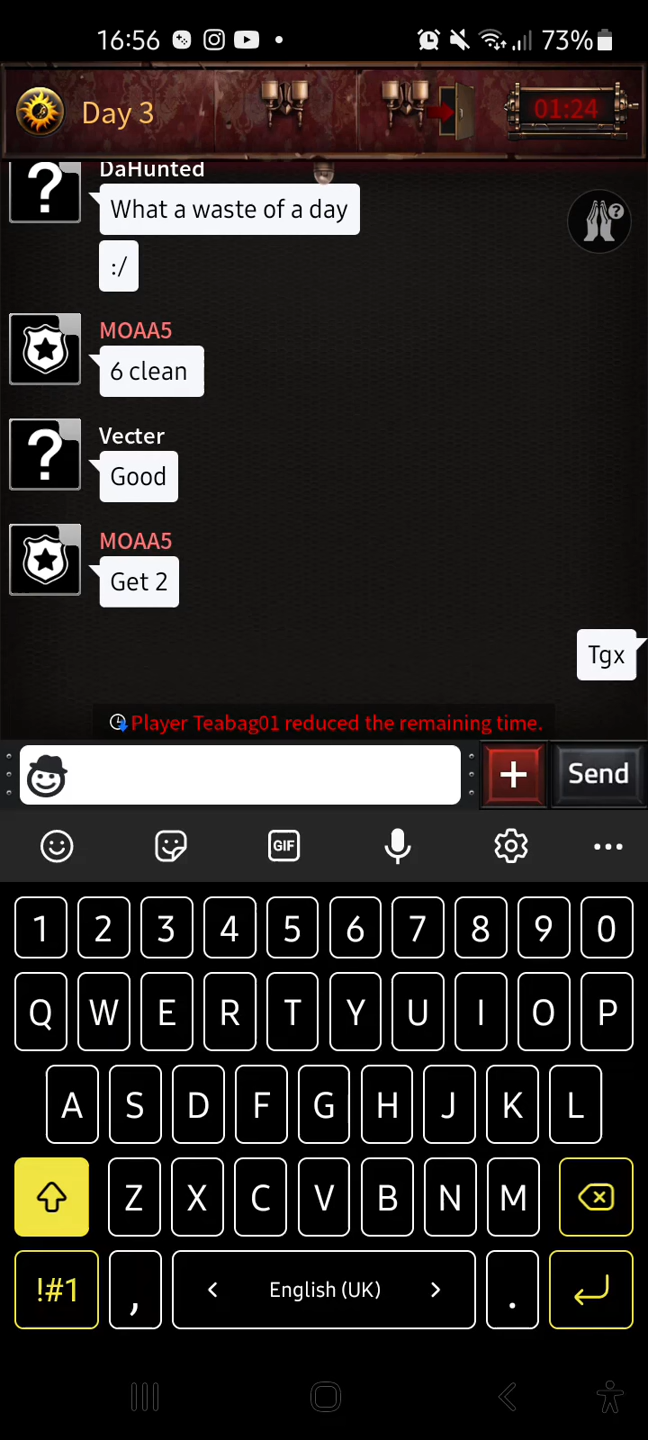 16:56
73%
Day 3
01:24
DaHunted
What a waste of a day
:/
MOAA5
6 clean
Vecter
Good
MOAA5
Get 2
Tgx
Player Teabag01 reduced the remaining time.
+ Send
GIF
1 2 3 4 5 6 7 8 9 0
Q W E R T Y U I O P
A S D F G H J K L
Z X C V B N M
!#1 , < English (UK) > .